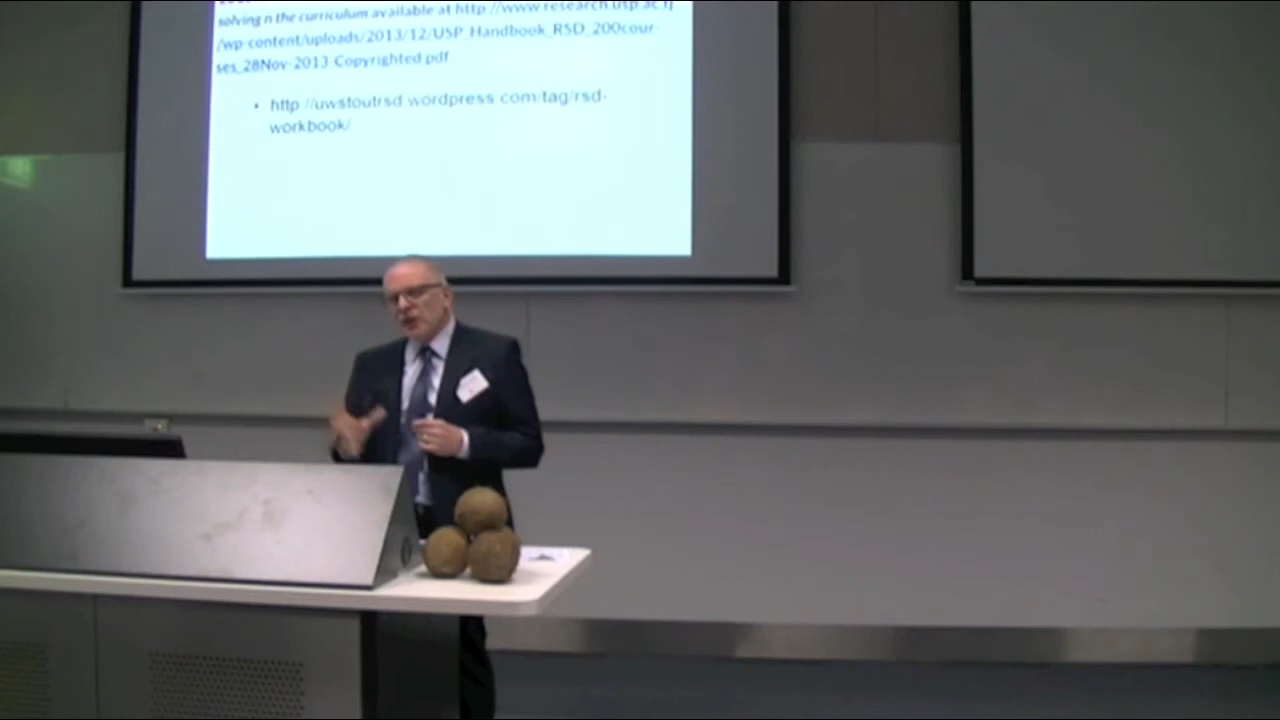 solving n the curriculum available at http://www.research.usp.ac.fj
/wp-content/uploads/2013/12/USP_Handbook_RSD_200cour-
ses_28Nov-2013 Copyrighted.pdf
• http //uwstoutrsd wordpress com/tag/rsd-
workbook/